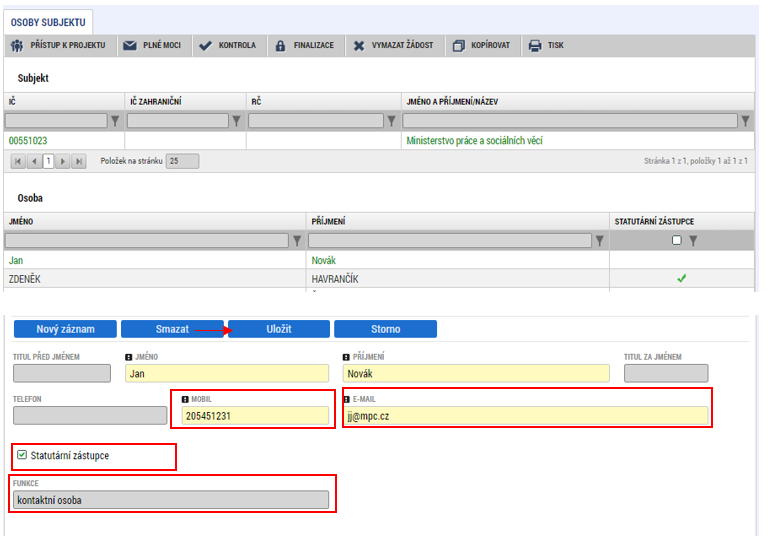 OSOBY SUBJEKTU
PŘÍSTUP K PROJEKTU PLNÉ MOCI KONTROLA FINALIZACE VYMAZAT ŽÁDOST KOPÍROVAT TISK
Subjekt
IČ IČ ZAHRANIČNÍ RČ JMÉNO A PŘÍJMENÍ/NÁZEV
00551023 Ministerstvo práce a sociálních věcí
1 Položek na stránku 25 Stránka 1 z 1, položky 1 až 1 z 1
Osoba
JMÉNO PŘÍJMENÍ STATUTÁRNÍ ZÁSTUPCE
Jan Novák
ZDENĚK HAVRANČÍK
Nový záznam Smazat Uložit Storno
TITUL PŘED JMÉNEM JMÉNO PŘÍJMENÍ TITUL ZA JMÉNEM
Jan Novák
TELEFON MOBIL E-MAIL
205451231 jj@mpc.cz
Statutární zástupce
FUNKCE
kontaktní osoba